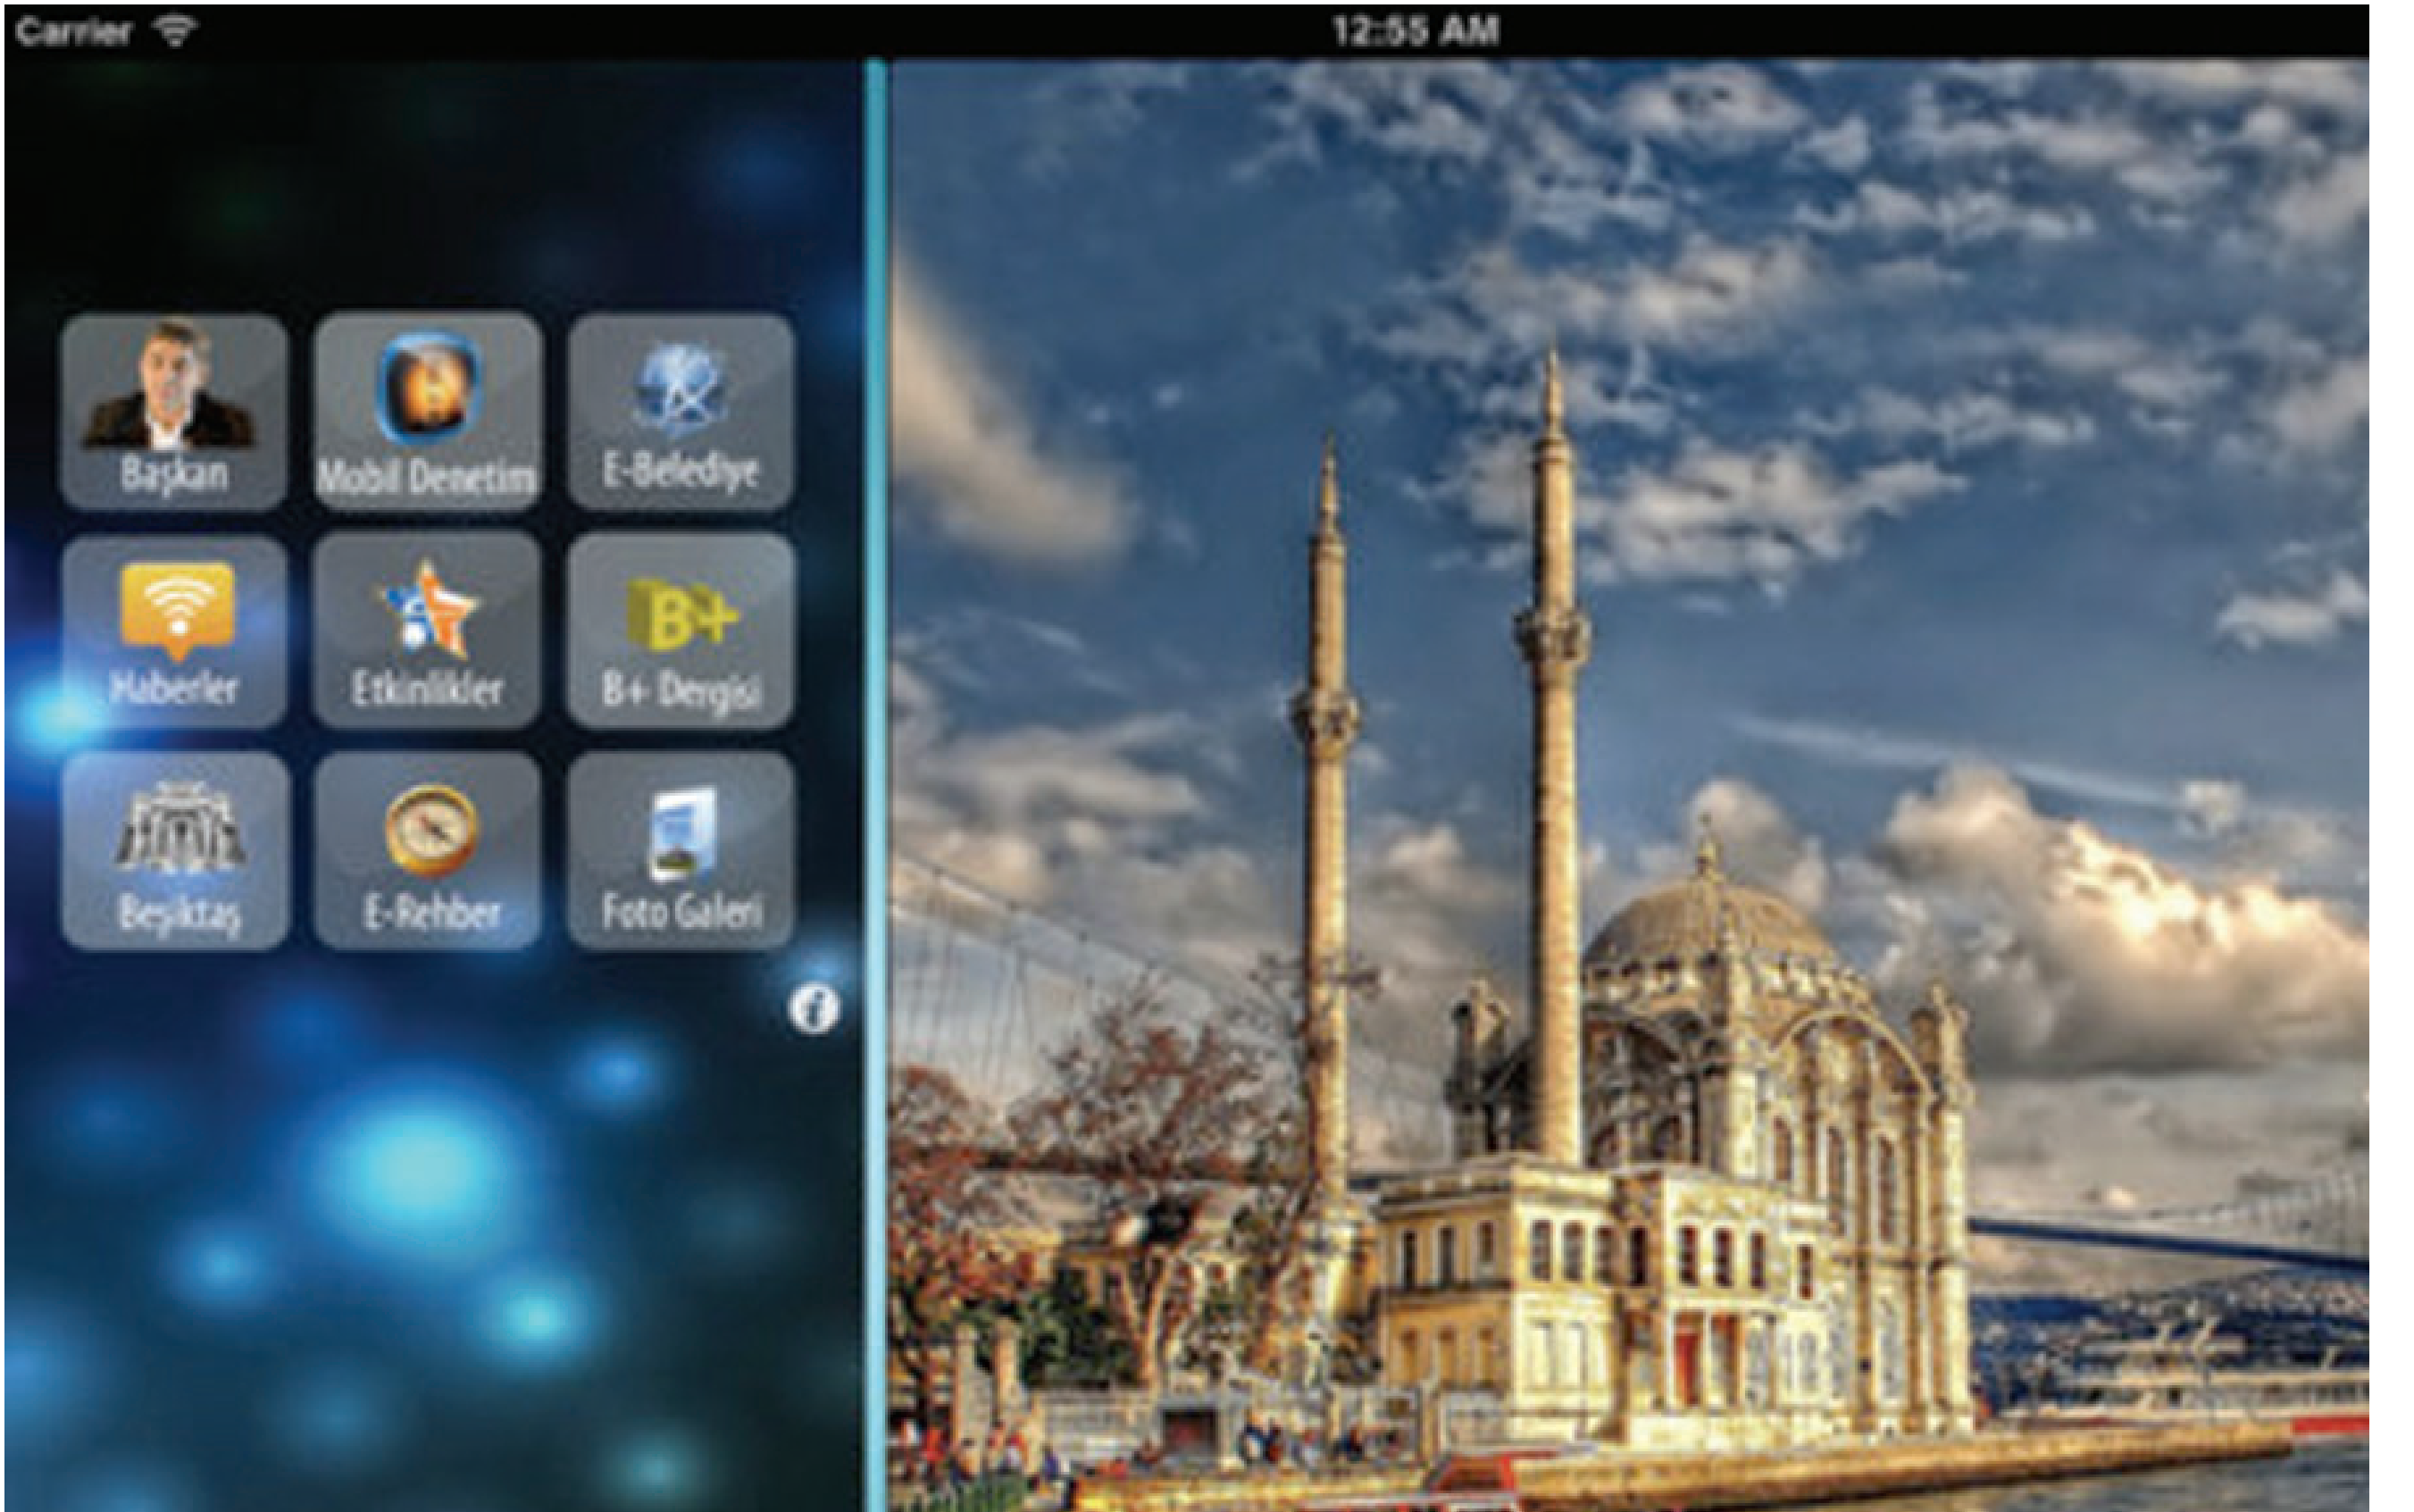 Carrier 12:55 AM
Başkan Mobil Denetim E-Belediye
B+
Haberler Etkinlikler B+ Dergisi
Beşiktaş E-Rehber Foto Galeri
i